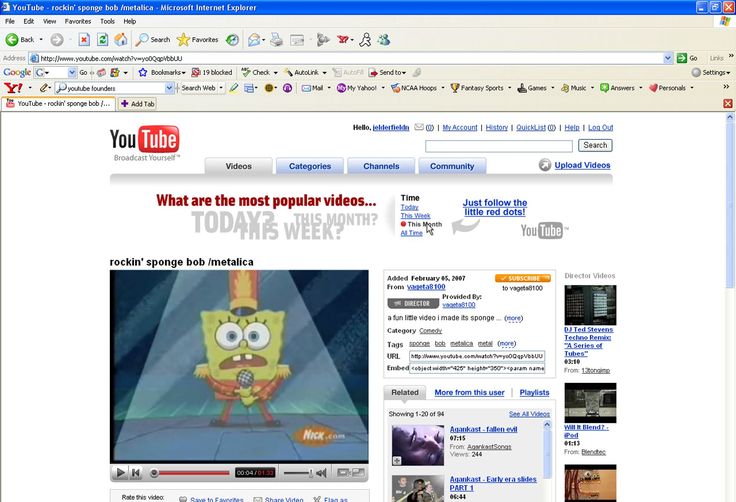 YouTube - rockin' sponge bob /metalica - Microsoft Internet Explorer
File Edit View Favorites Tools Help
Back Search Favorites
Address http://www.youtube.com/watch?v=yo0QqpVbbUU Go Links
Google Go Bookmarks 19 blocked Check AutoLink AutoFill Send to Settings
Y! youtube founders Search Web Mail My Yahoo! NCAA Hoops Fantasy Sports Games Music Answers Personals
YouTube - rockin' sponge bob /... Add Tab
Hello, jelderfieldn (0) | My Account | History | QuickList (0) | Help | Log Out
YouTube
Broadcast Yourself™
Search
Videos Categories Channels Community Upload Videos
What are the most popular videos...
TODAY? THIS WEEK? THIS MONTH?
Time
Today
This Week
This Month
All Time
Just follow the
little red dots!
YouTube™
rockin' sponge bob /metalica
NICK.com
00:04 / 01:33
Rate this video: Save to Favorites Share Video Flag as
Added February 05, 2007
From vageta8100
SUBSCRIBE
to vageta8100
DIRECTOR
Provided By:
vageta8100
a fun little video i made its sponge ... (more)
Category Comedy
Tags sponge bob metalica metal (more)
URL http://www.youtube.com/watch?v=yo0QqpVbbUU
Embed <object width="425" height="350"><param name
Related More from this user Playlists
Showing 1-20 of 94 See All Videos
Agankast - fallen evil
07:15
From: AgankastSongs
Views: 244
Agankast - Early era slides
PART 1
06:44
Director Videos
DJ Ted Stevens
Techno Remix:
"A Series of
Tubes"
03:10
From: 13tongimp
Will It Blend? -
iPod
01:13
From: Blendtec